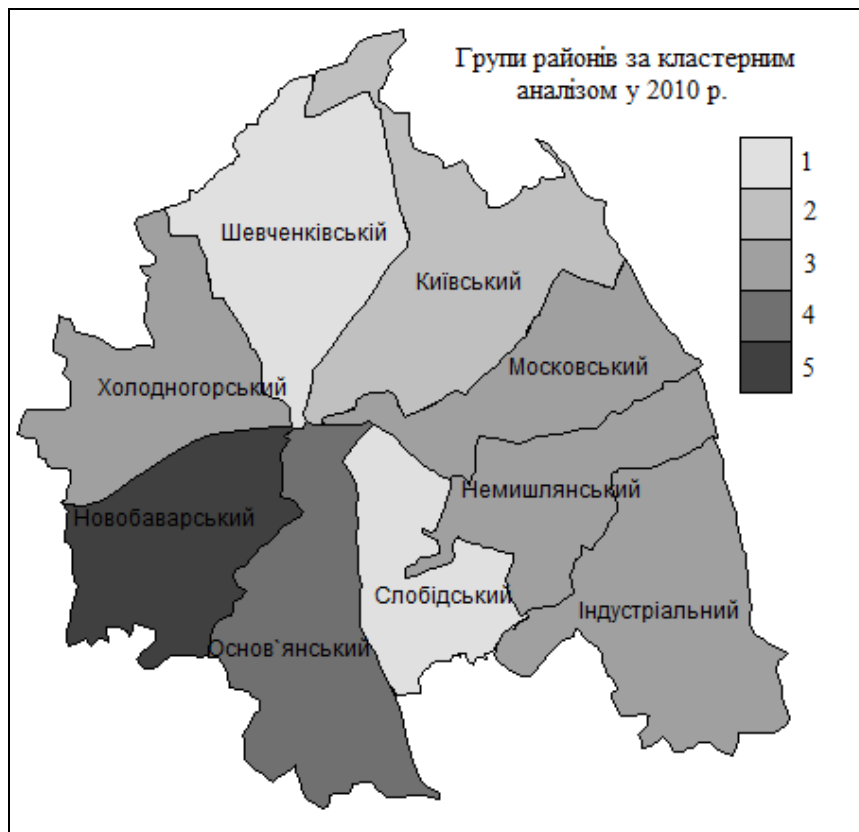 Групи районів за кластерним
аналізом у 2010 р.
1
2
3
4
5
Шевченківській
Київський
Московський
Холодногорський
Немишлянський
Новобаварський
Слобідський
Індустріальний
Основ`янський